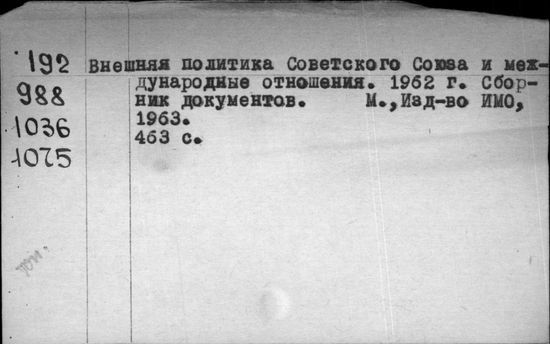 192 Внешняя политика Советского Союза и меж-
988 дународные отношения. 1962 г. Сбор-
ник документов. М.,Изд-во ИМО,
1036 1963.
463 с.
1075